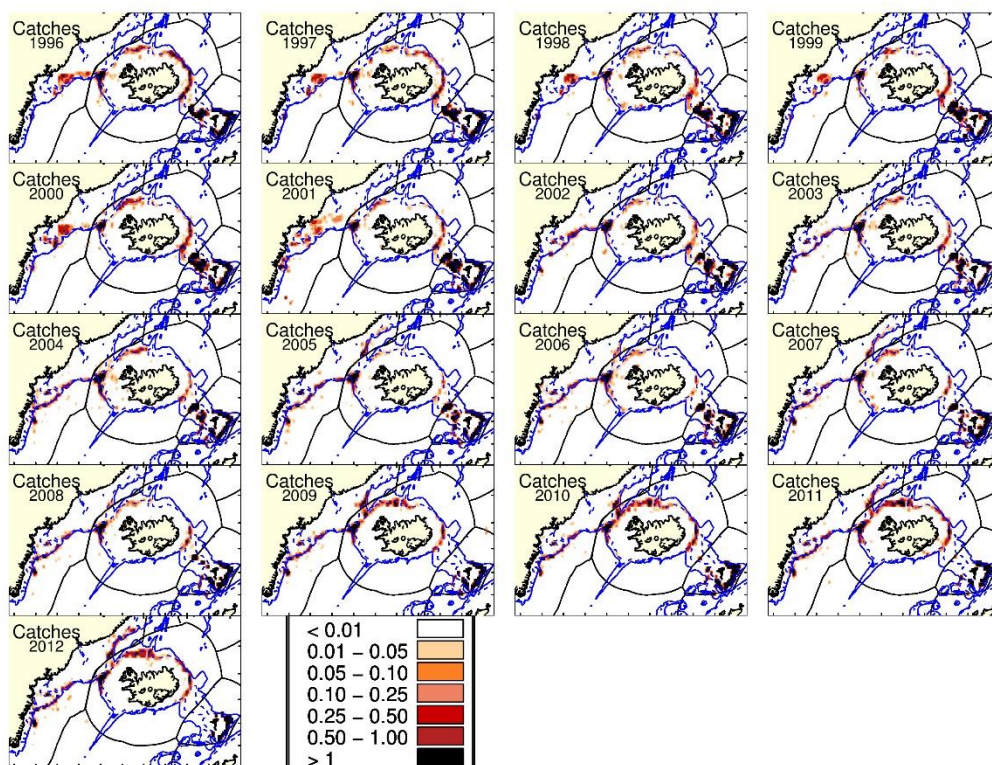 Catches
1996
Catches
1997
Catches
1998
Catches
1999
Catches
2000
Catches
2001
Catches
2002
Catches
2003
Catches
2004
Catches
2005
Catches
2006
Catches
2007
Catches
2008
Catches
2009
Catches
2010
Catches
2011
Catches
2012
< 0.01
0.01 − 0.05
0.05 − 0.10
0.10 − 0.25
0.25 − 0.50
0.50 − 1.00
> 1